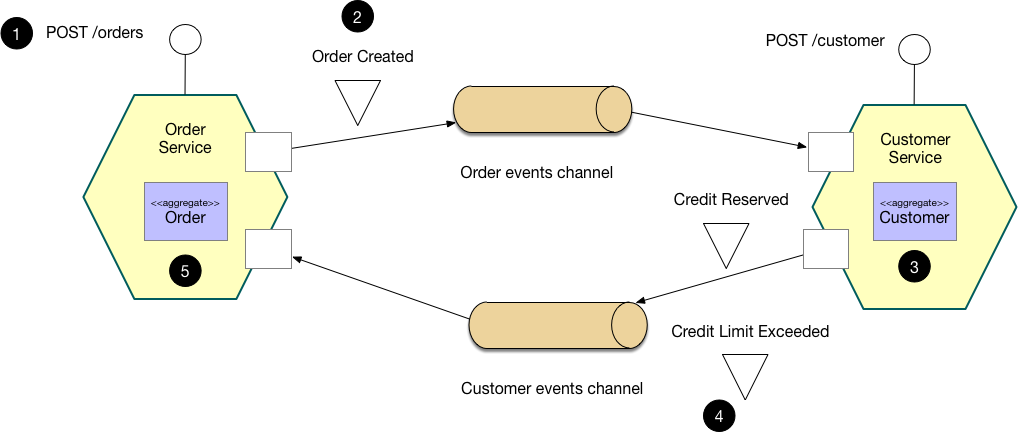 1
POST /orders
2
Order Created
POST /customer
Order
Service
<<aggregate>>
Order
5
Order events channel
Customer
Service
<<aggregate>>
Customer
3
Credit Reserved
Credit Limit Exceeded
4
Customer events channel